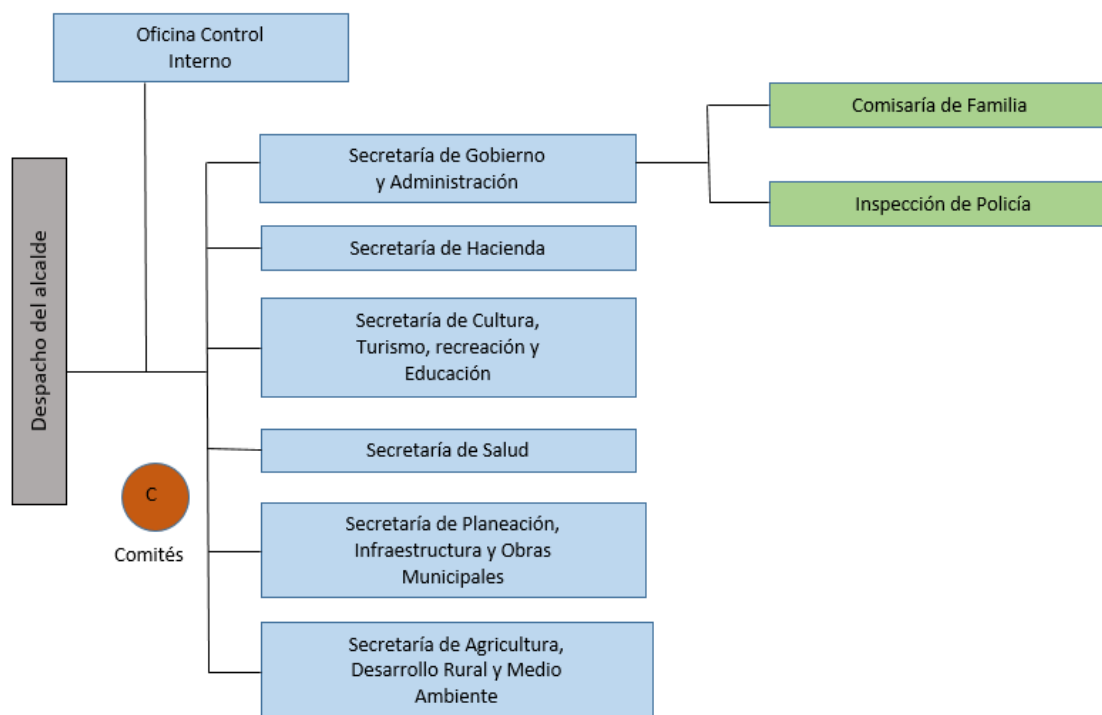 Oficina Control
Interno
Comisaría de Familia
Secretaría de Gobierno
y Administración
Inspección de Policía
Despacho del alcalde
Secretaría de Hacienda
Secretaría de Cultura,
Turismo, recreación y
Educación
Secretaría de Salud
C
Comités
Secretaría de Planeación,
Infraestructura y Obras
Municipales
Secretaría de Agricultura,
Desarrollo Rural y Medio
Ambiente